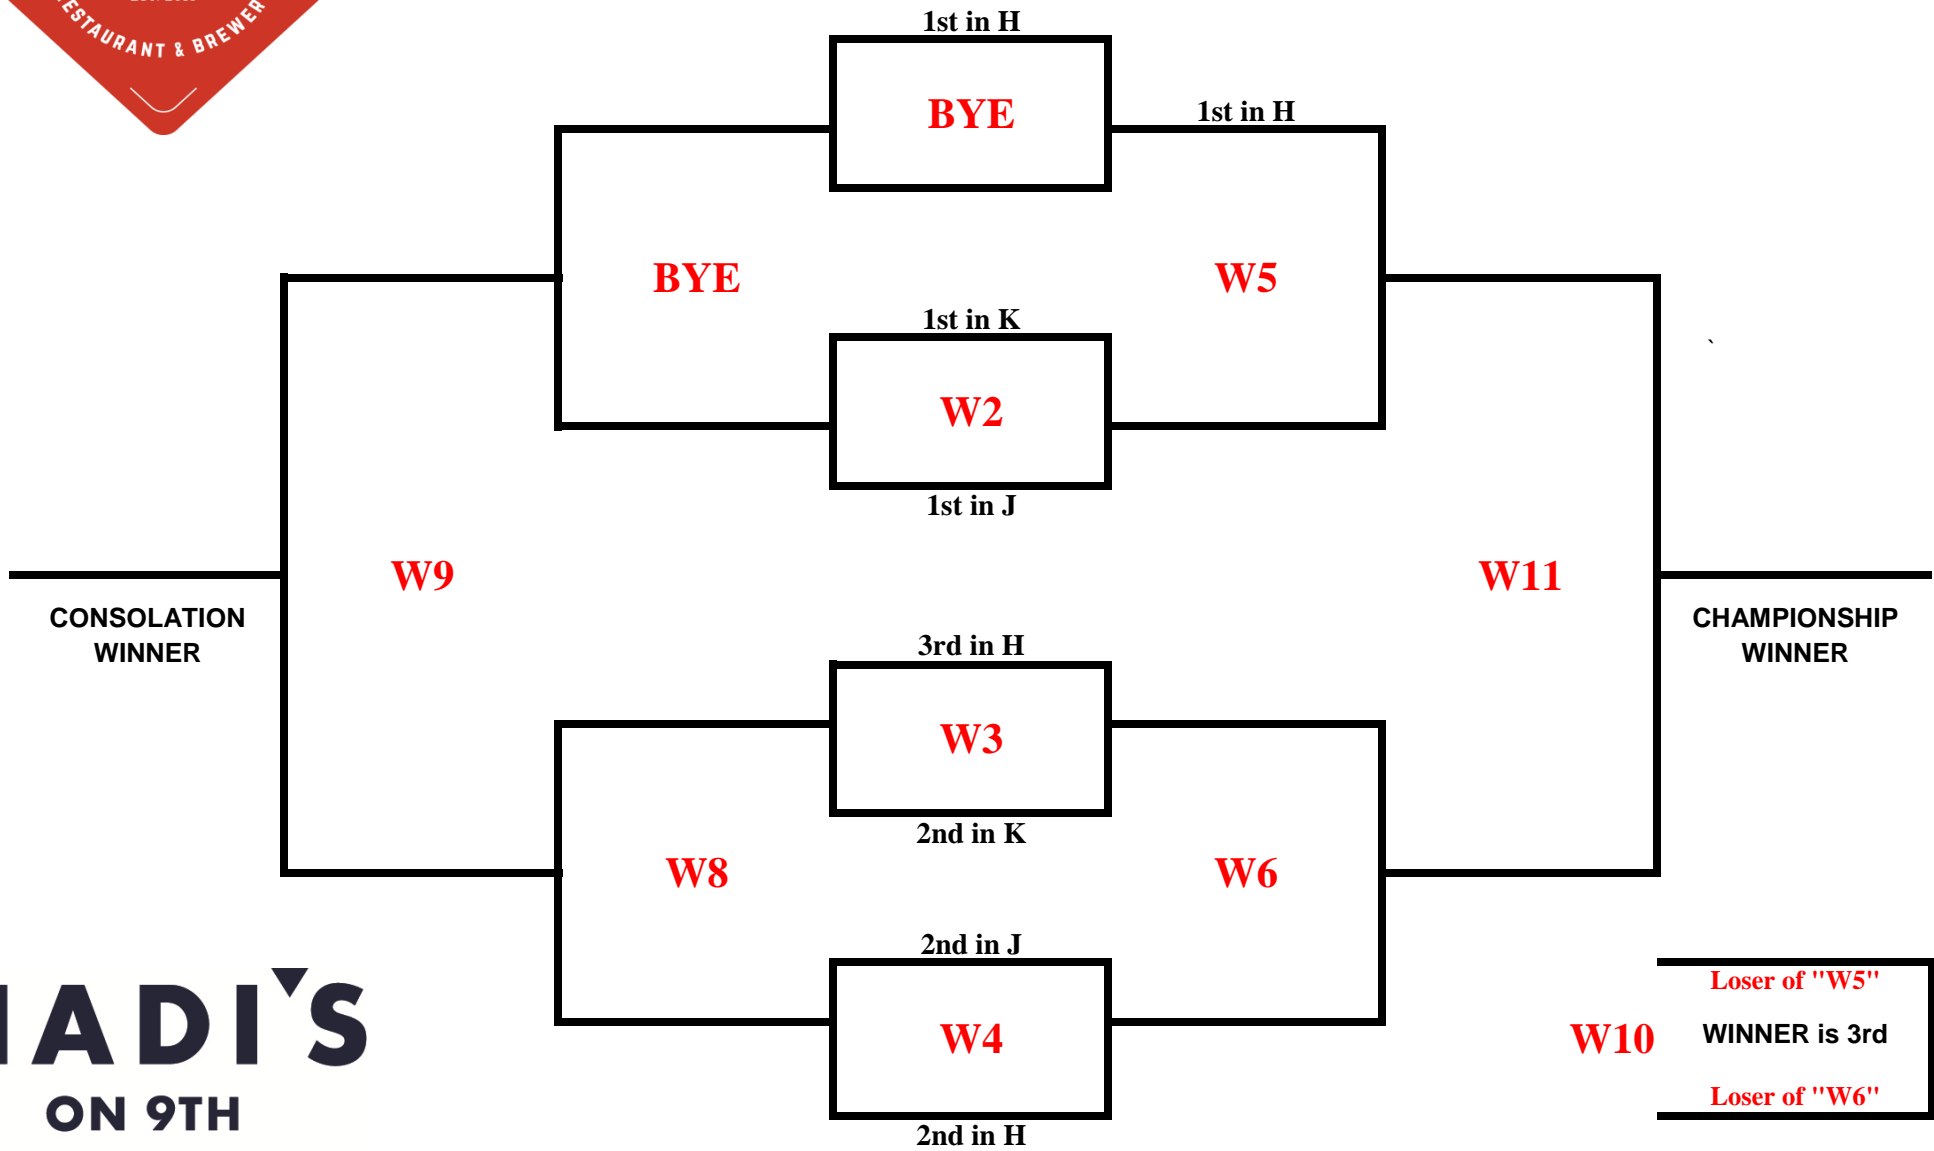 RESTAURANT & BREWER
1st in H
BYE
1st in H
BYE
W5
1st in K
W2
1st in J
`
W9
W11
CONSOLATION
WINNER
CHAMPIONSHIP
WINNER
3rd in H
W3
2nd in K
W8
W6
2nd in J
W4
2nd in H
Loser of "W5"
W10
WINNER is 3rd
Loser of "W6"
ADI'S
ON 9TH